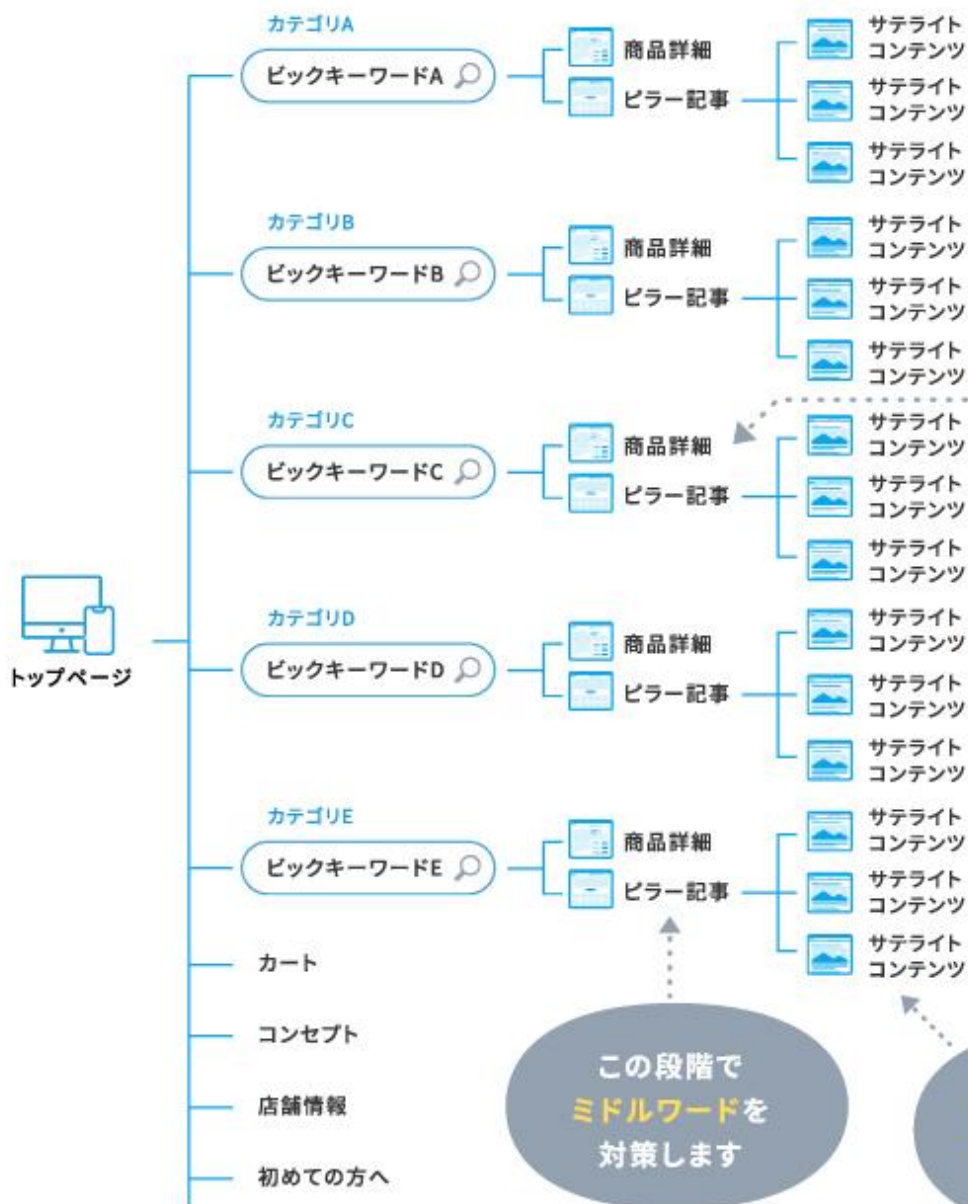 カテゴリA
ビックキーワードA
商品詳細
ピラー記事
サテライト
コンテンツ
サテライト
コンテンツ
サテライト
コンテンツ
カテゴリB
ビックキーワードB
商品詳細
ピラー記事
サテライト
コンテンツ
サテライト
コンテンツ
サテライト
コンテンツ
カテゴリC
ビックキーワードC
商品詳細
ピラー記事
サテライト
コンテンツ
サテライト
コンテンツ
サテライト
コンテンツ
トップページ
カテゴリD
ビックキーワードD
商品詳細
ピラー記事
サテライト
コンテンツ
サテライト
コンテンツ
サテライト
コンテンツ
カテゴリE
ビックキーワードE
商品詳細
ピラー記事
サテライト
コンテンツ
サテライト
コンテンツ
サテライト
コンテンツ
カート
コンセプト
店舗情報
初めての方へ
この段階で
ミドルワードを
対策します